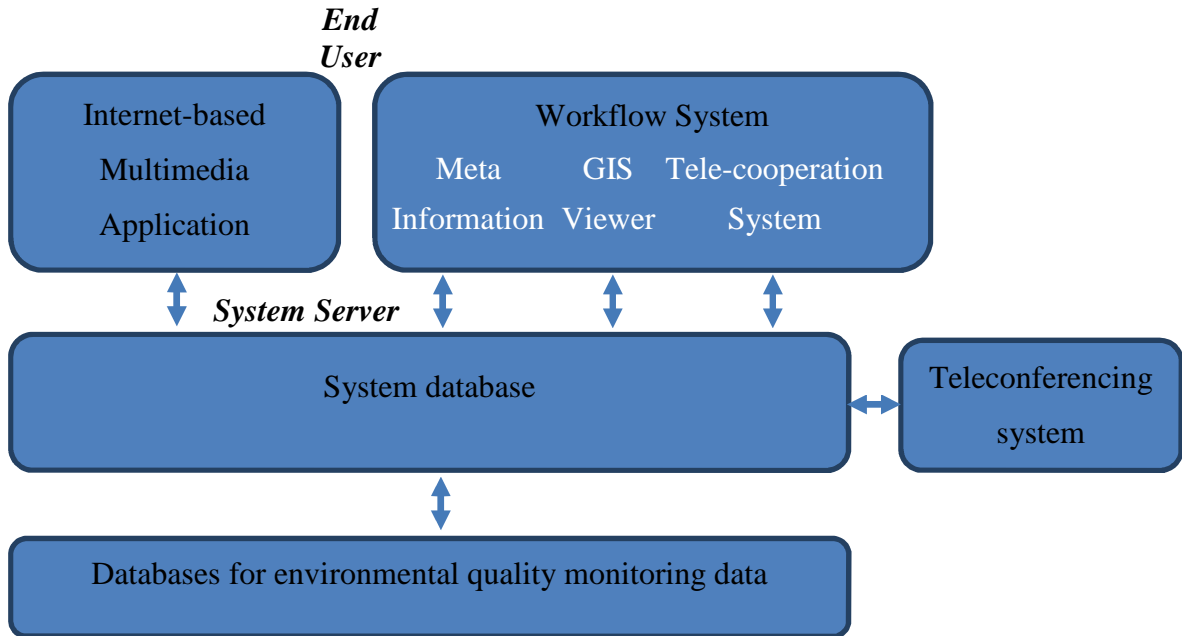 End
User
Internet-based
Multimedia
Application
Workflow System
Meta GIS Tele-cooperation
Information Viewer System
System Server
System database
Teleconferencing
system
Databases for environmental quality monitoring data